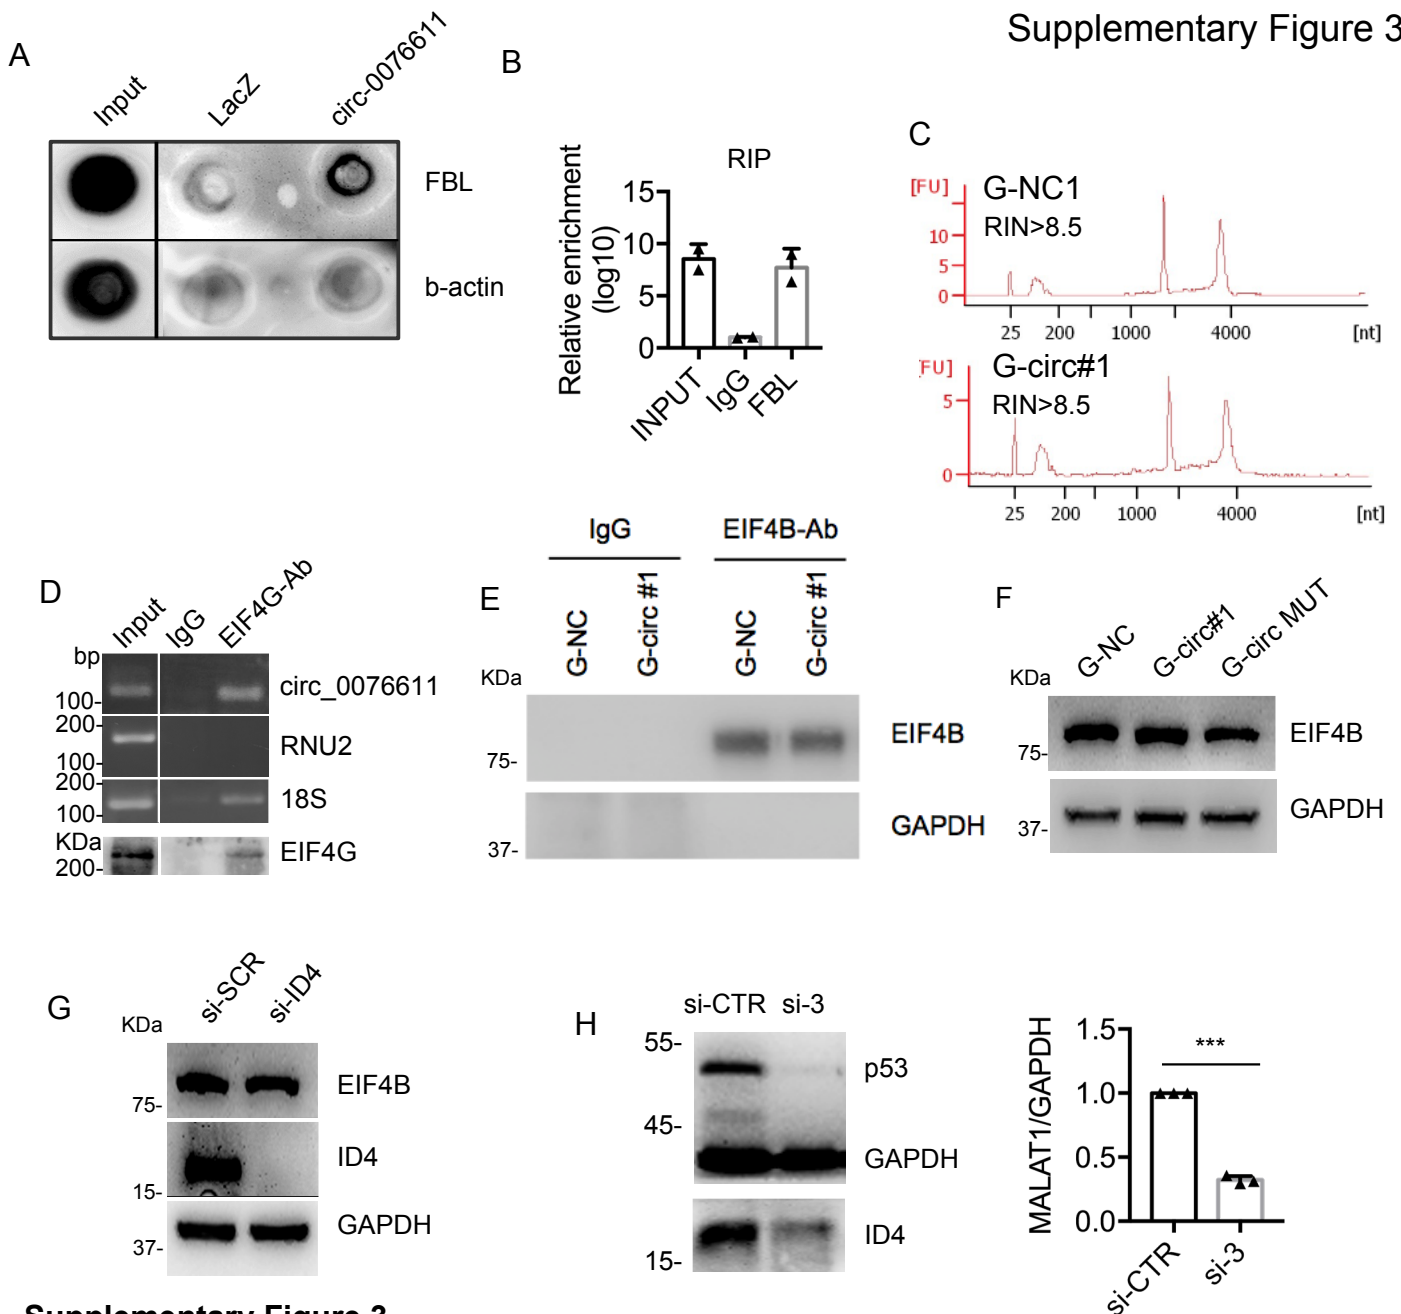 Supplementary Figure 3
A
Input
LacZ
circ-0076611
FBL
b-actin
B
RIP
Relative enrichment
(log10)
15
10
5
0
INPUT
IgG
FBL
C
[FU]
G-NC1
RIN>8.5
10
5
0
25 200 1000 4000 [nt]
FU]
G-circ#1
RIN>8.5
5
0
25 200 1000 4000 [nt]
D
Input
IgG
EIF4G-Ab
bp
100-
circ_0076611
200-
100-
RNU2
200-
100-
18S
KDa
200-
EIF4G
E
IgG
EIF4B-Ab
G-NC
G-circ #1
G-NC
G-circ #1
KDa
75-
EIF4B
37-
GAPDH
F
G-NC
G-circ#1
G-circ MUT
KDa
75-
EIF4B
37-
GAPDH
G
si-SCR
si-ID4
KDa
75-
EIF4B
15-
ID4
37-
GAPDH
H
si-CTR si-3
55-
p53
45-
GAPDH
15-
ID4
MALAT1/GAPDH
1.5
1.0
0.5
0.0
***
si-CTR
si-3
Supplementary Figure 3